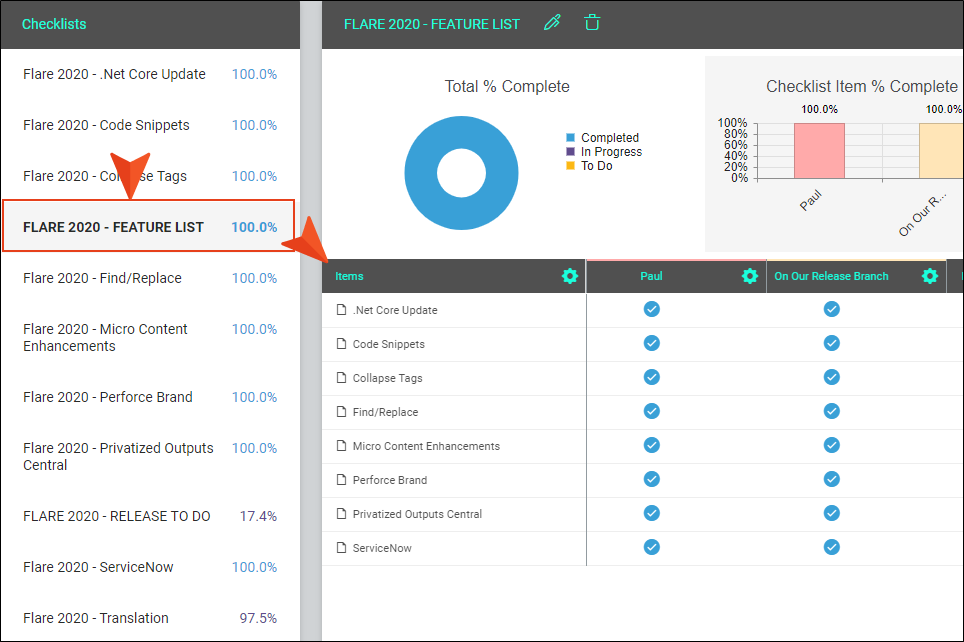 Checklists
Flare 2020 - .Net Core Update 100.0%
Flare 2020 - Code Snippets 100.0%
Flare 2020 - Collapse Tags 100.0%
FLARE 2020 - FEATURE LIST 100.0%
Flare 2020 - Find/Replace 100.0%
Flare 2020 - Micro Content 100.0%
Enhancements
Flare 2020 - Perforce Brand 100.0%
Flare 2020 - Privatized Outputs 100.0%
Central
FLARE 2020 - RELEASE TO DO 17.4%
Flare 2020 - ServiceNow 100.0%
Flare 2020 - Translation 97.5%
FLARE 2020 - FEATURE LIST
Total % Complete
Completed
In Progress
To Do
Checklist Item % Complete
100.0% 100.0%
100%
80%
60%
40%
20%
0%
Paul
On Our R...
Items Paul On Our Release Branch
.Net Core Update
Code Snippets
Collapse Tags
Find/Replace
Micro Content Enhancements
Perforce Brand
Privatized Outputs Central
ServiceNow